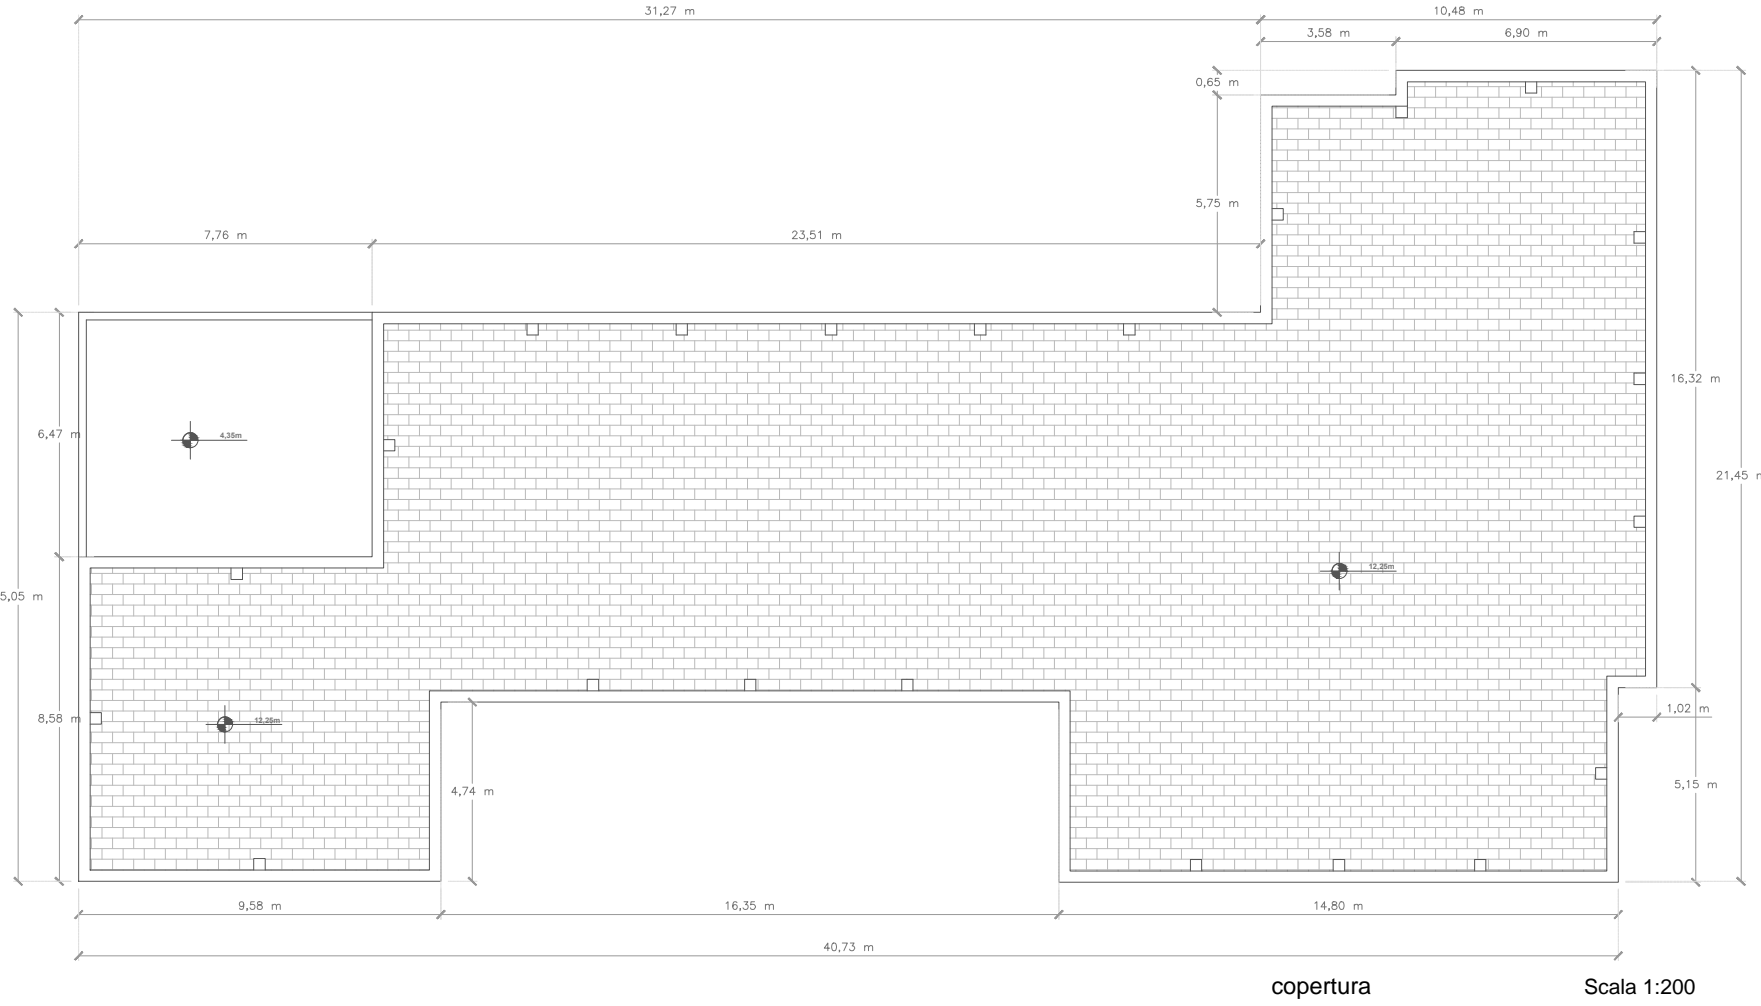 31,27 m
10,48 m
3,58 m
6,90 m
0,65 m
5,75 m
7,76 m
23,51 m
16,32 m
6,47 m
4,35m
21,45 m
12,25m
5,05 m
8,58 m
12,25m
1,02 m
4,74 m
5,15 m
9,58 m
16,35 m
14,80 m
40,73 m
copertura
Scala 1:200